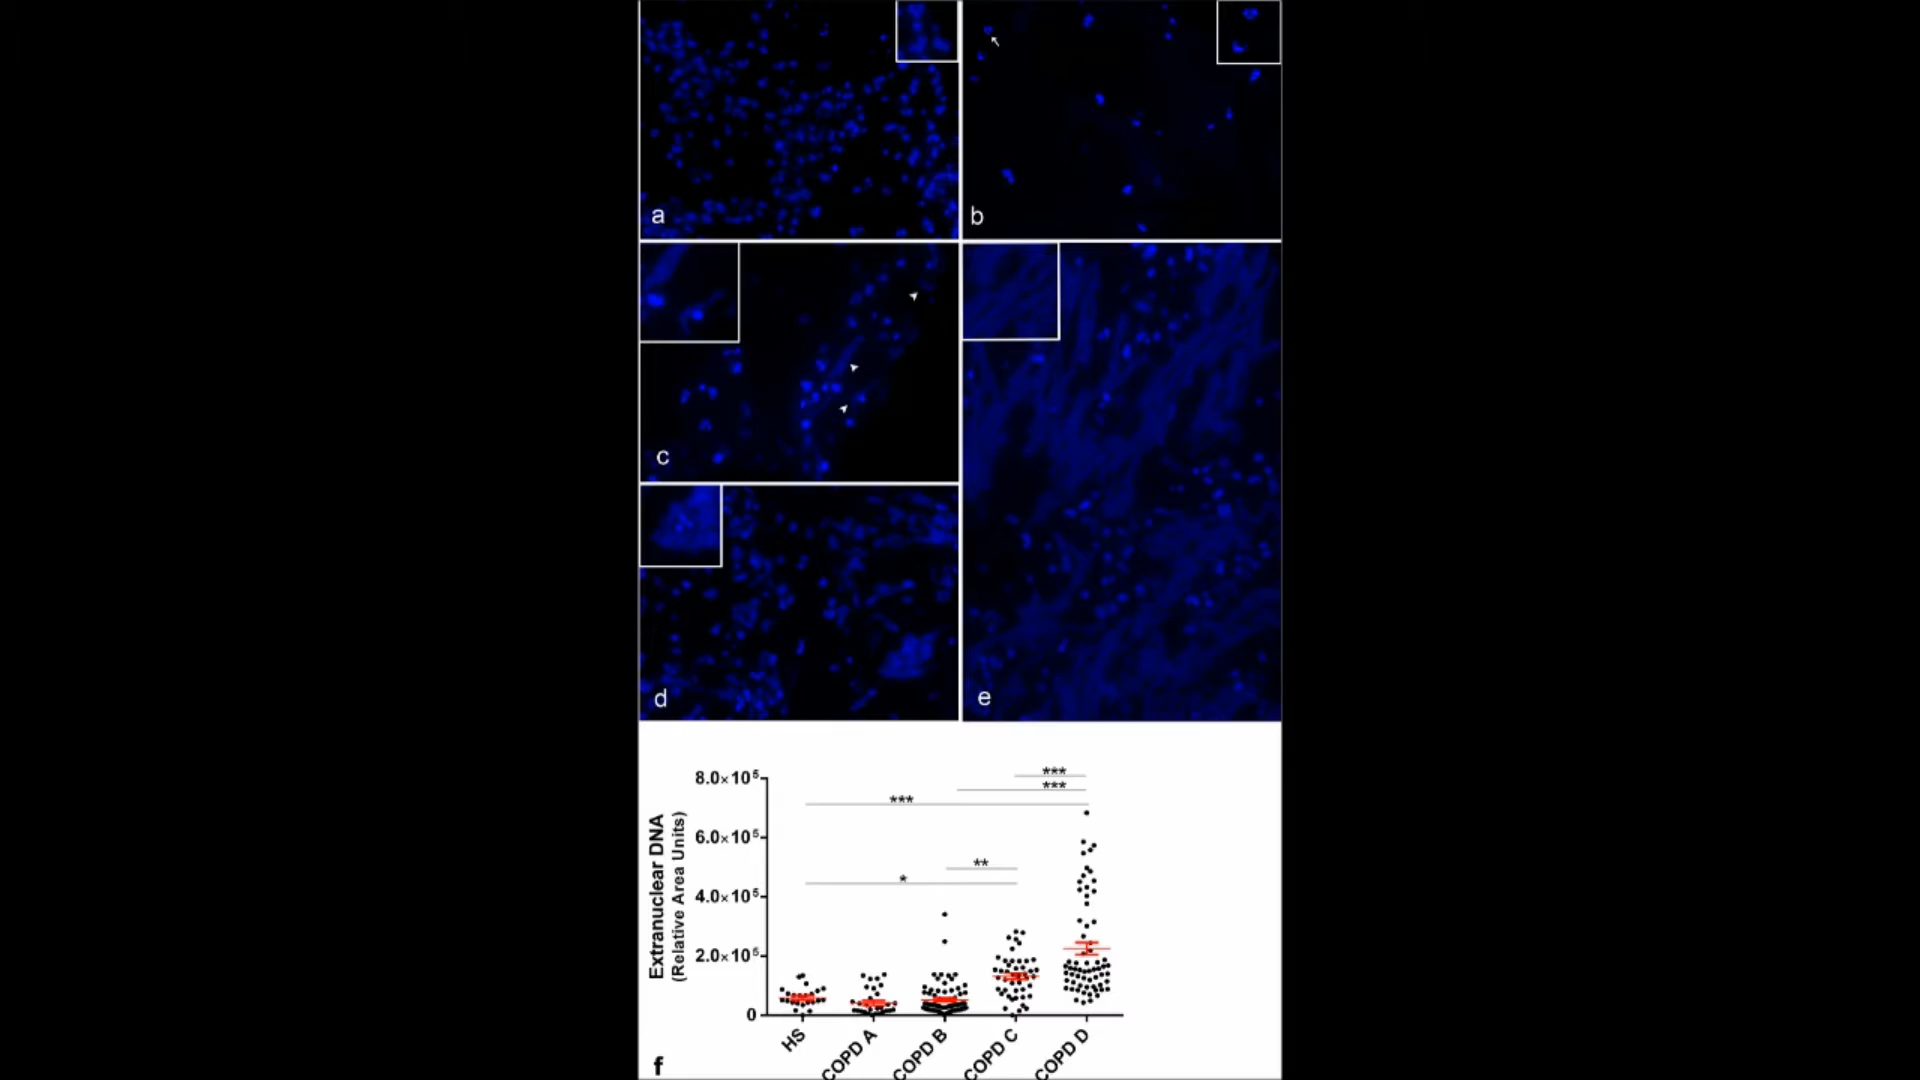 a
b
c
d
e
8.0×10⁵
6.0×10⁵
4.0×10⁵
2.0×10⁵
0
Extranuclear DNA
(Relative Area Units)
***
***
***
**
*
HS
COPD A
COPD B
COPD C
COPD D
f